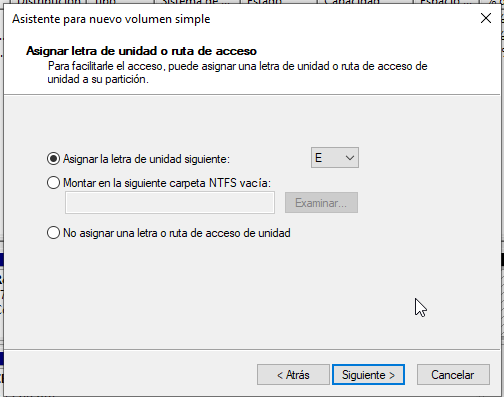 Asistente para nuevo volumen simple
Asignar letra de unidad o ruta de acceso
Para facilitarle el acceso, puede asignar una letra de unidad o ruta de acceso de
unidad a su partición.
Asignar la letra de unidad siguiente:
E
Montar en la siguiente carpeta NTFS vacía:
Examinar...
No asignar una letra o ruta de acceso de unidad
< Atrás
Siguiente >
Cancelar